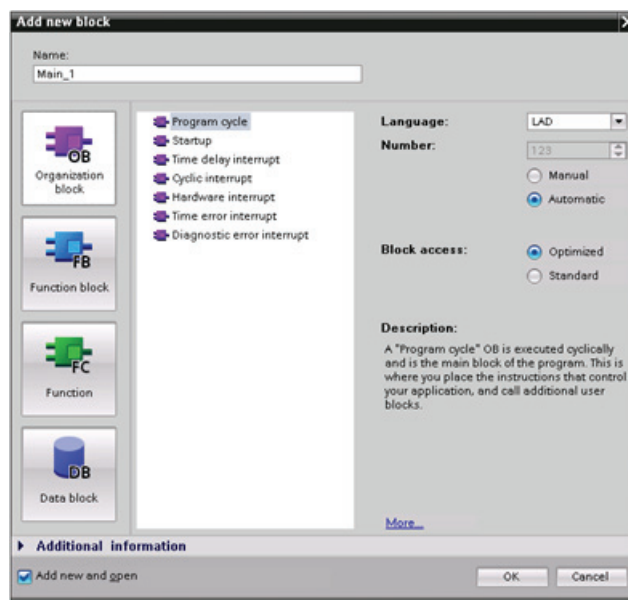 Add new block
Name:
Main_1
OB
Organization
block
FB
Function block
FC
Function
DB
Data block
Program cycle
Startup
Time delay interrupt
Cyclic interrupt
Hardware interrupt
Time error interrupt
Diagnostic error interrupt
Language:
LAD
Number:
123
Manual
Automatic
Block access:
Optimized
Standard
Description:
A "Program cycle" OB is executed cyclically
and is the main block of the program. This is
where you place the instructions that control
your application, and call additional user
blocks.
More...
Additional information
Add new and open
OK
Cancel